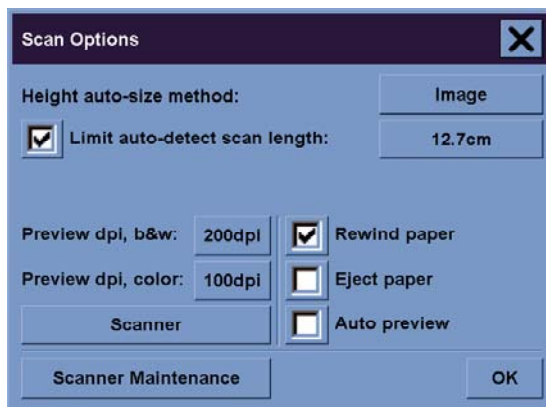 Scan Options
Height auto-size method: Image
Limit auto-detect scan length: 12.7cm
Preview dpi, b&w: 200dpi Rewind paper
Preview dpi, color: 100dpi Eject paper
Scanner Auto preview
Scanner Maintenance OK